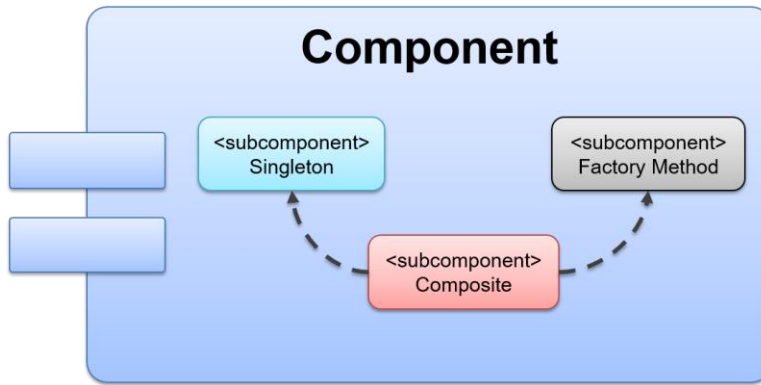 Component
<subcomponent>
Singleton
<subcomponent>
Factory Method
<subcomponent>
Composite